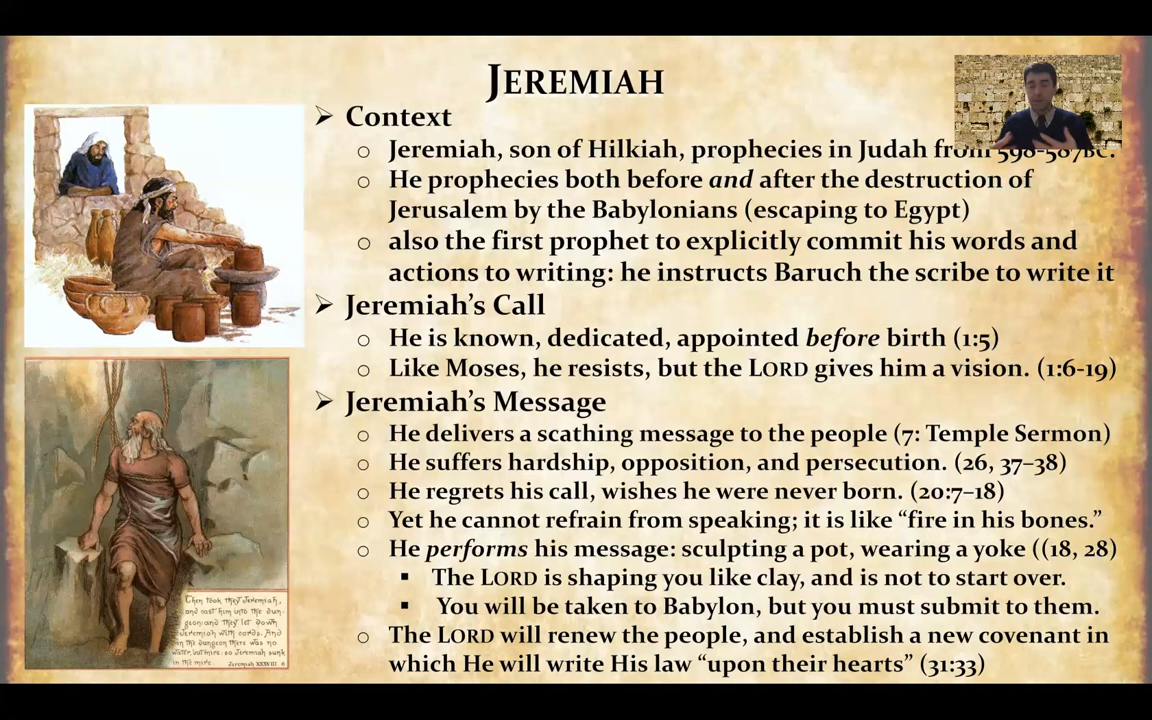 JEREMIAH
➢ Context
o Jeremiah, son of Hilkiah, prophecies in Judah from 598-587BC.
o He prophecies both before and after the destruction of
Jerusalem by the Babylonians (escaping to Egypt)
o also the first prophet to explicitly commit his words and
actions to writing: he instructs Baruch the scribe to write it
➢ Jeremiah's Call
o He is known, dedicated, appointed before birth (1:5)
o Like Moses, he resists, but the LORD gives him a vision. (1:6-19)
➢ Jeremiah's Message
o He delivers a scathing message to the people (7: Temple Sermon)
o He suffers hardship, opposition, and persecution. (26, 37–38)
o He regrets his call, wishes he were never born. (20:7–18)
o Yet he cannot refrain from speaking; it is like “fire in his bones.”
o He performs his message: sculpting a pot, wearing a yoke ((18, 28)
▪ The LORD is shaping you like clay, and is not to start over.
▪ You will be taken to Babylon, but you must submit to them.
o The LORD will renew the people, and establish a new covenant in
which He will write His law “upon their hearts” (31:33)
Then took they Jeremiah,
and cast him into the dun-
geon: and they let down
Jeremiah with cords. And
in the dungeon there was no
water, but mire: so Jeremiah sunk
in the mire. Jeremiah XXXVIII 6